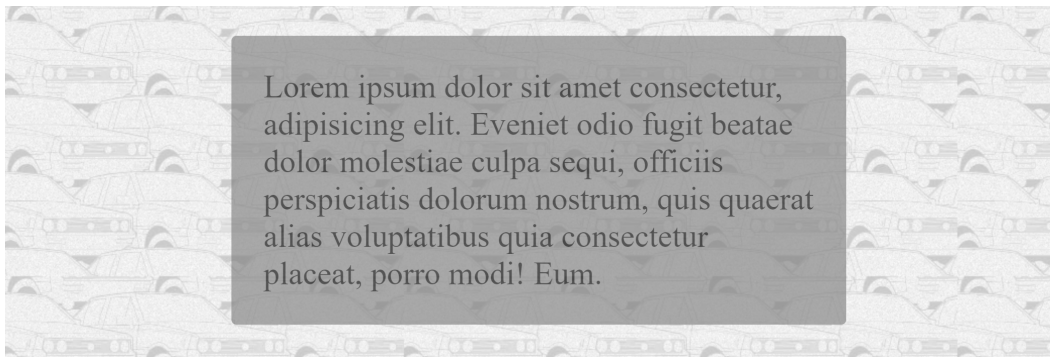 Lorem ipsum dolor sit amet consectetur,
adipisicing elit. Eveniet odio fugit beatae
dolor molestiae culpa sequi, officiis
perspiciatis dolorum nostrum, quis quaerat
alias voluptatibus quia consectetur
placeat, porro modi! Eum.